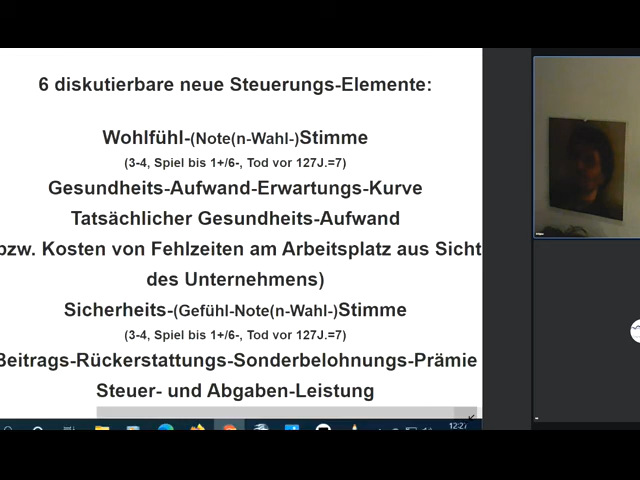 6 diskutierbare neue Steuerungs-Elemente:
Wohlfühl-(Note(n-Wahl-)Stimme
(3-4, Spiel bis 1+/6-, Tod vor 127J.=7)
Gesundheits-Aufwand-Erwartungs-Kurve
Tatsächlicher Gesundheits-Aufwand
bzw. Kosten von Fehlzeiten am Arbeitsplatz aus Sicht
des Unternehmens)
Sicherheits-(Gefühl-Note(n-Wahl-)Stimme
(3-4, Spiel bis 1+/6-, Tod vor 127J.=7)
Beitrags-Rückerstattungs-Sonderbelohnungs-Prämie
Steuer- und Abgaben-Leistung
12:27